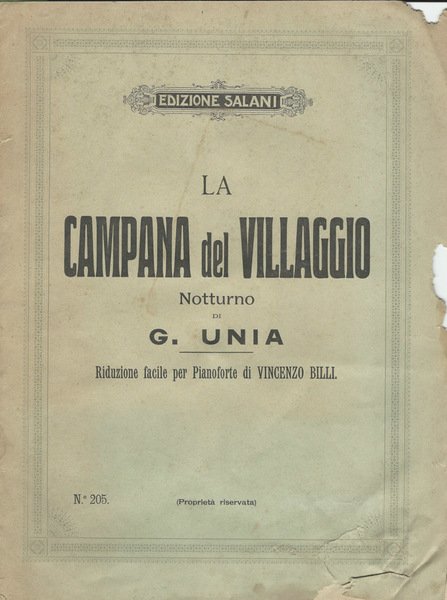 EDIZIONE SALANI
LA
CAMPANA del VILLAGGIO
Notturno
DI
G. UNIA
Riduzione facile per Pianoforte di VINCENZO BILLI.
N.° 205.
(Proprietà riservata)